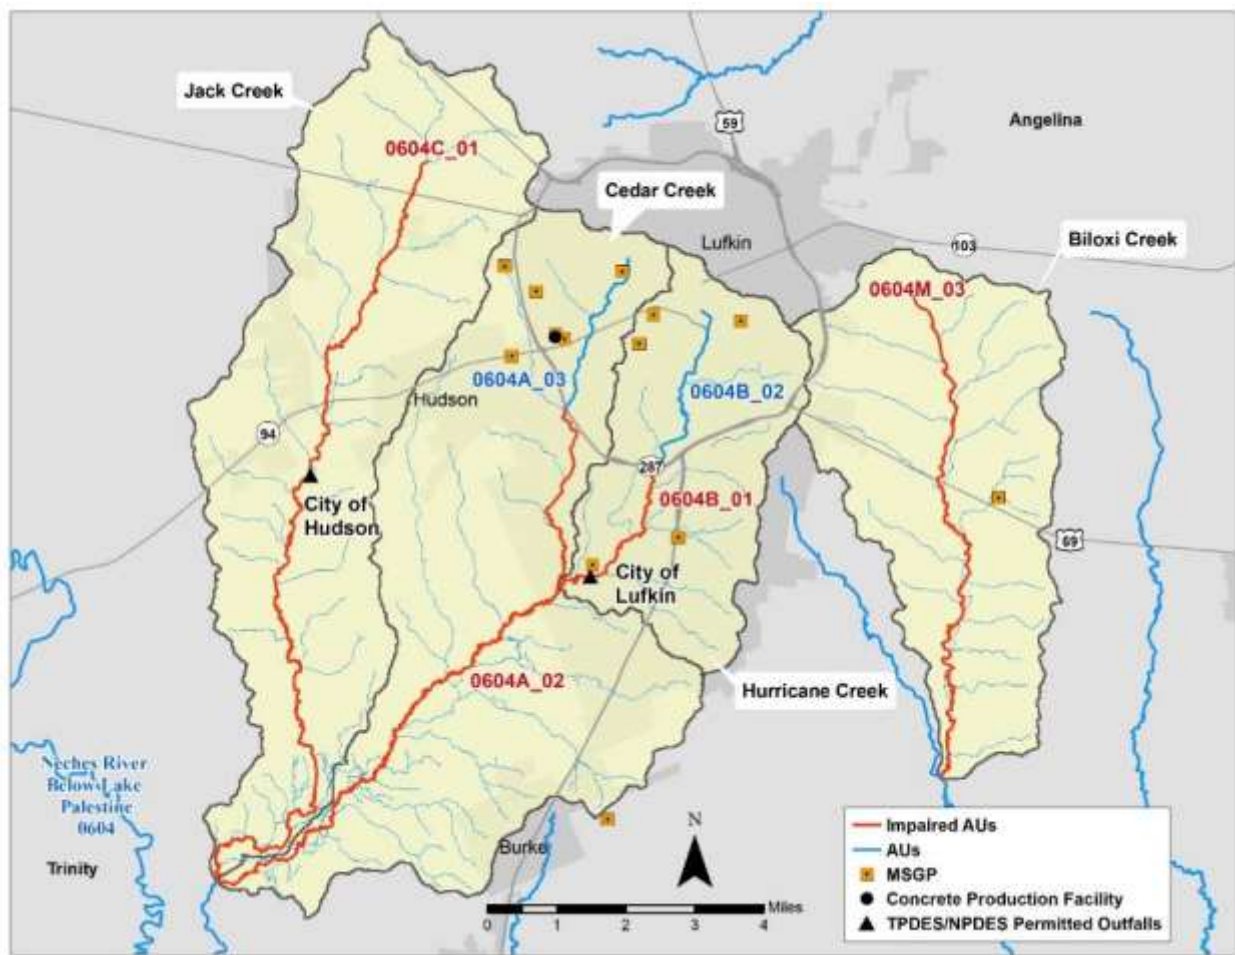 59
Angelina
Jack Creek
0604C_01
Cedar Creek
Lufkin
103
Biloxi Creek
0604M_03
0604A_03
Hudson
0604B_02
94
287
City of
Hudson
0604B_01
69
City of
Lufkin
0604A_02
Hurricane Creek
Neches River
Below Lake
Palestine
0604
Trinity
Burke
N
Miles
0
1
2
3
4
Impaired AUs
AUs
MSGP
Concrete Production Facility
TPDES/NPDES Permitted Outfalls